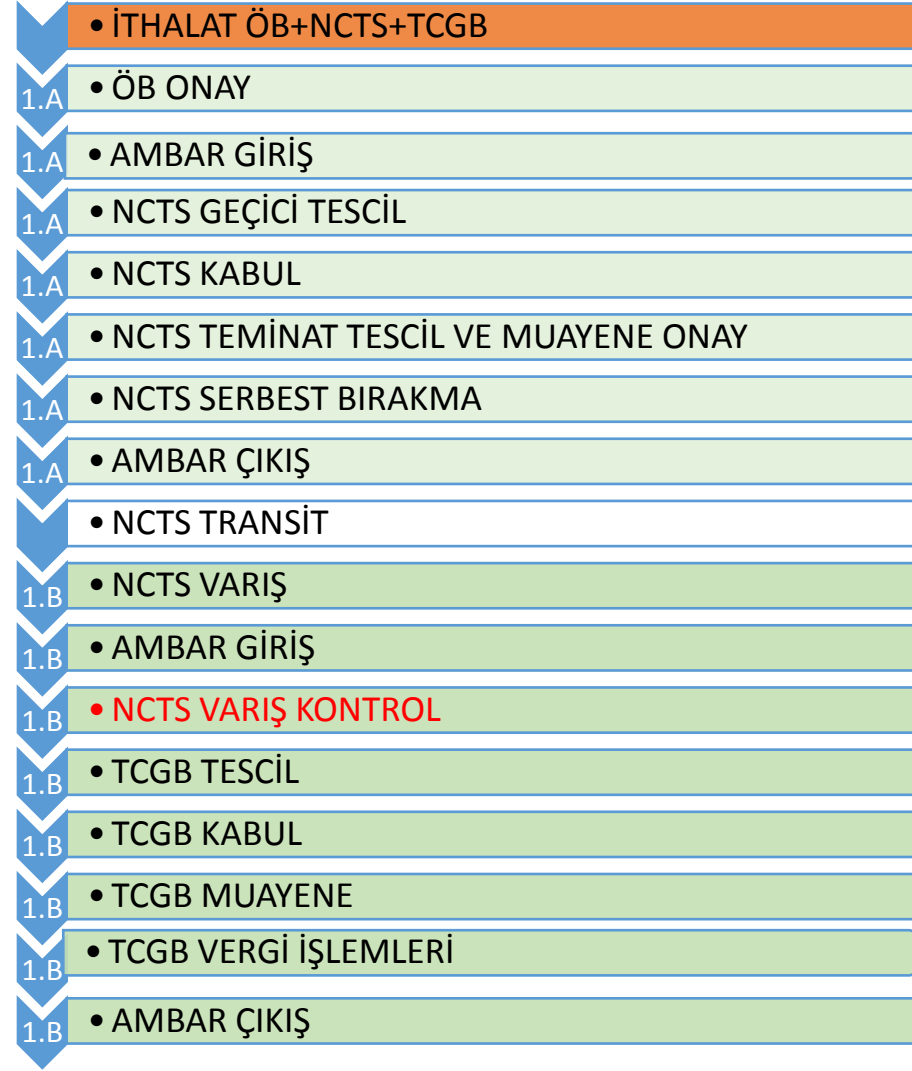 • İTHALAT ÖB+NCTS+TCGB
1.A • ÖB ONAY
1.A • AMBAR GİRİŞ
1.A • NCTS GEÇİCİ TESCİL
1.A • NCTS KABUL
1.A • NCTS TEMİNAT TESCİL VE MUAYENE ONAY
1.A • NCTS SERBEST BIRAKMA
1.A • AMBAR ÇIKIŞ
• NCTS TRANSİT
1.B • NCTS VARIŞ
1.B • AMBAR GİRİŞ
1.B • NCTS VARIŞ KONTROL
1.B • TCGB TESCİL
1.B • TCGB KABUL
1.B • TCGB MUAYENE
1.B • TCGB VERGİ İŞLEMLERİ
1.B • AMBAR ÇIKIŞ